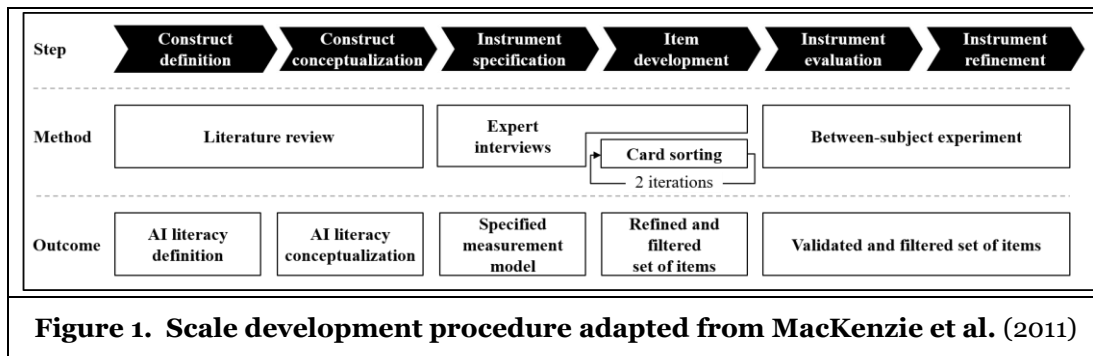 Step
Construct
definition
Construct
conceptualization
Instrument
specification
Item
development
Instrument
evaluation
Instrument
refinement
Method
Literature review
Expert
interviews
Card sorting
2 iterations
Between-subject experiment
Outcome
AI literacy
definition
AI literacy
conceptualization
Specified
measurement
model
Refined and
filtered
set of items
Validated and filtered set of items
Figure 1. Scale development procedure adapted from MacKenzie et al. (2011)